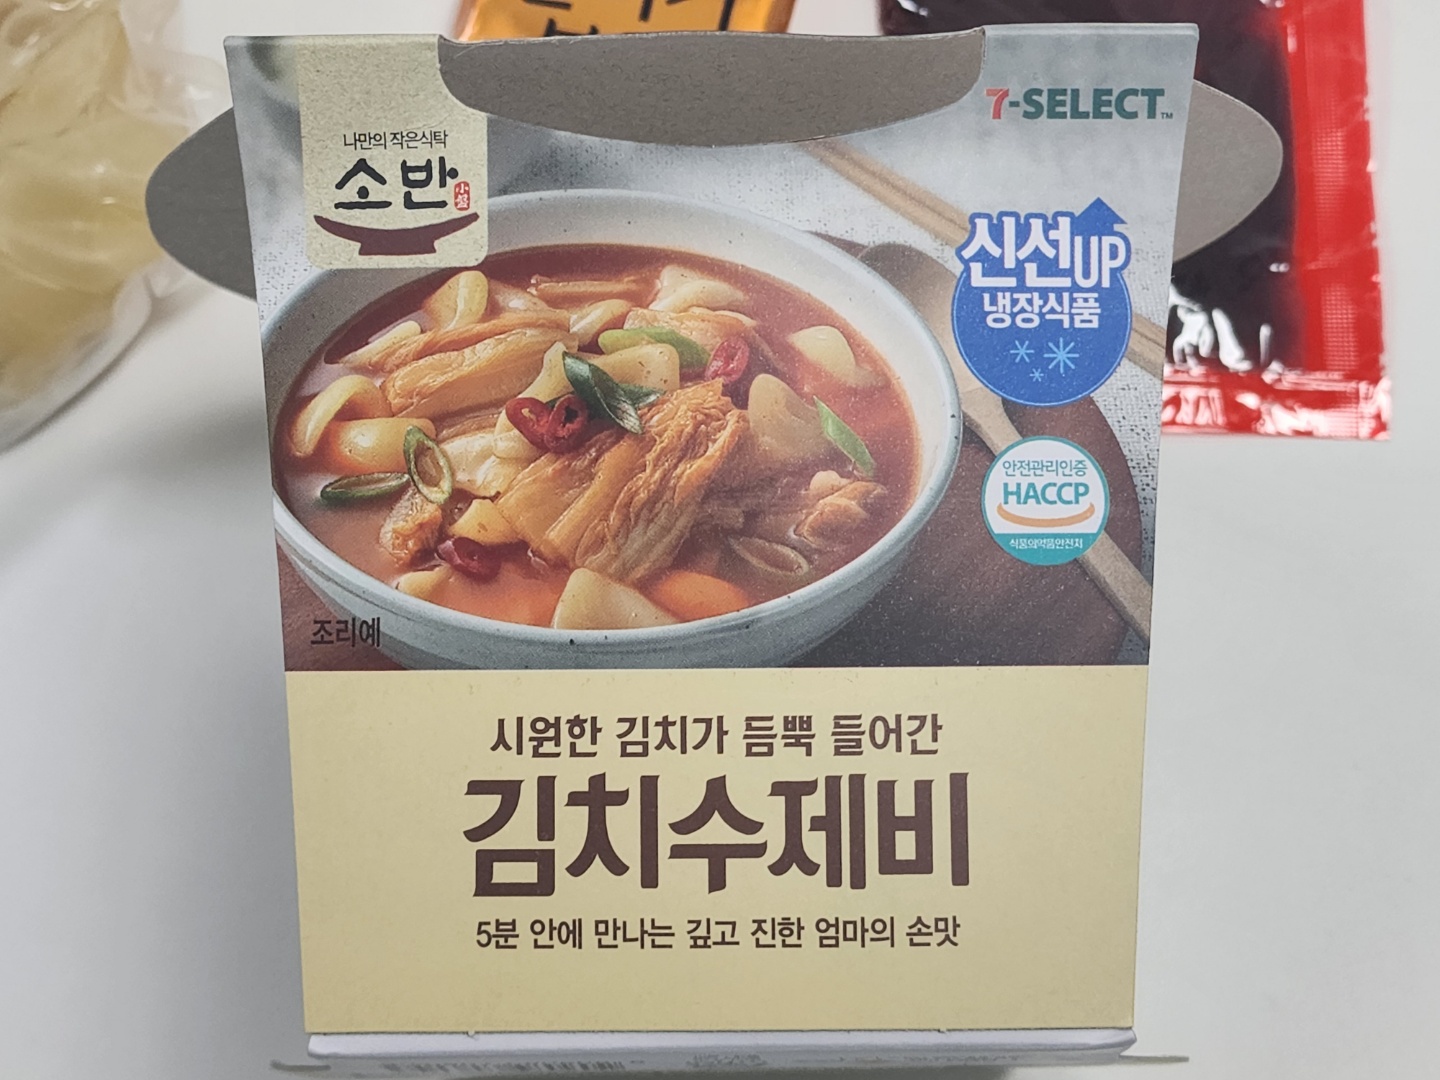 나만의 작은식탁
소반
小盤
7-SELECT™
신선UP
냉장식품
안전관리인증
HACCP
식품의약품안전처
조리예
시원한 김치가 듬뿍 들어간
김치수제비
5분 안에 만나는 깊고 진한 엄마의 손맛